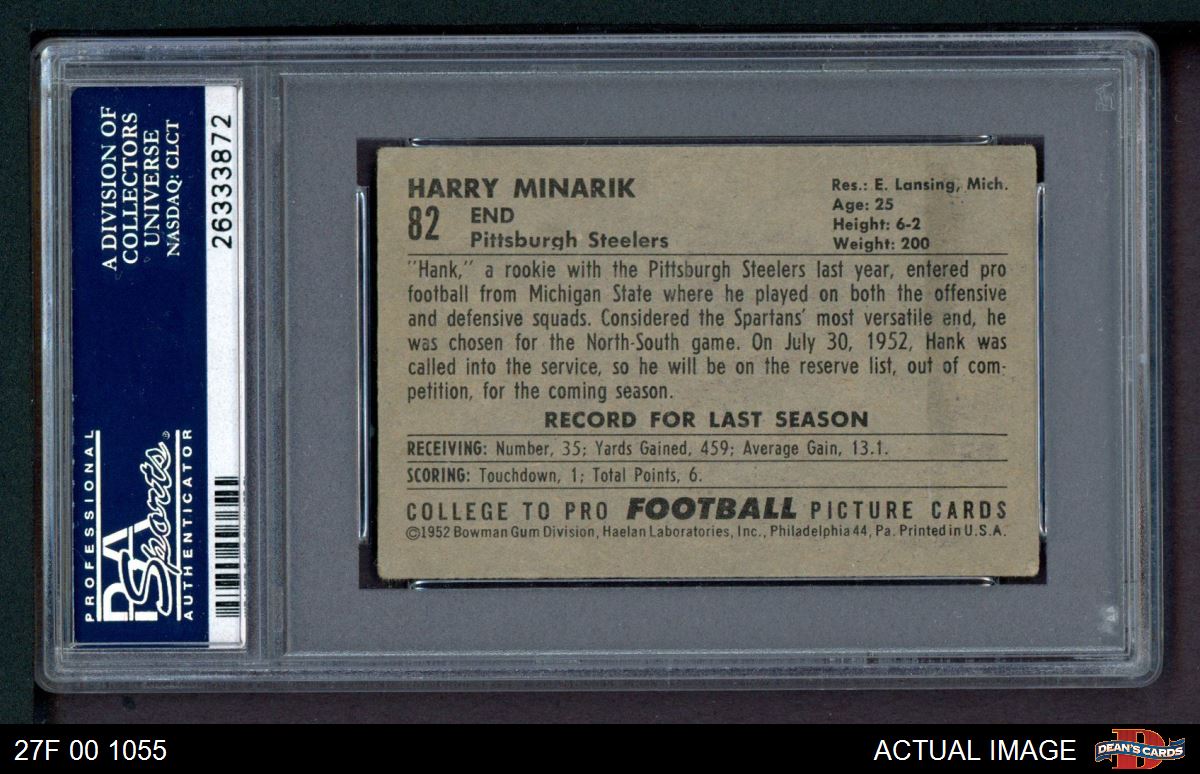 A DIVISION OF
COLLECTORS
UNIVERSE
NASDAQ: CLCT
26333872
PROFESSIONAL
PSA
Sports®
AUTHENTICATOR
HARRY MINARIK
82 END
Pittsburgh Steelers
Res.: E. Lansing, Mich.
Age: 25
Height: 6-2
Weight: 200
"Hank," a rookie with the Pittsburgh Steelers last year, entered pro
football from Michigan State where he played on both the offensive
and defensive squads. Considered the Spartans' most versatile end, he
was chosen for the North-South game. On July 30, 1952, Hank was
called into the service, so he will be on the reserve list, out of com-
petition, for the coming season.
RECORD FOR LAST SEASON
RECEIVING: Number, 35; Yards Gained, 459; Average Gain, 13.1.
SCORING: Touchdown, 1; Total Points, 6.
COLLEGE TO PRO FOOTBALL PICTURE CARDS
©1952 Bowman Gum Division, Haelan Laboratories, Inc., Philadelphia 44, Pa. Printed in U.S.A.
27F 00 1055
ACTUAL IMAGE
DEAN'S CARDS